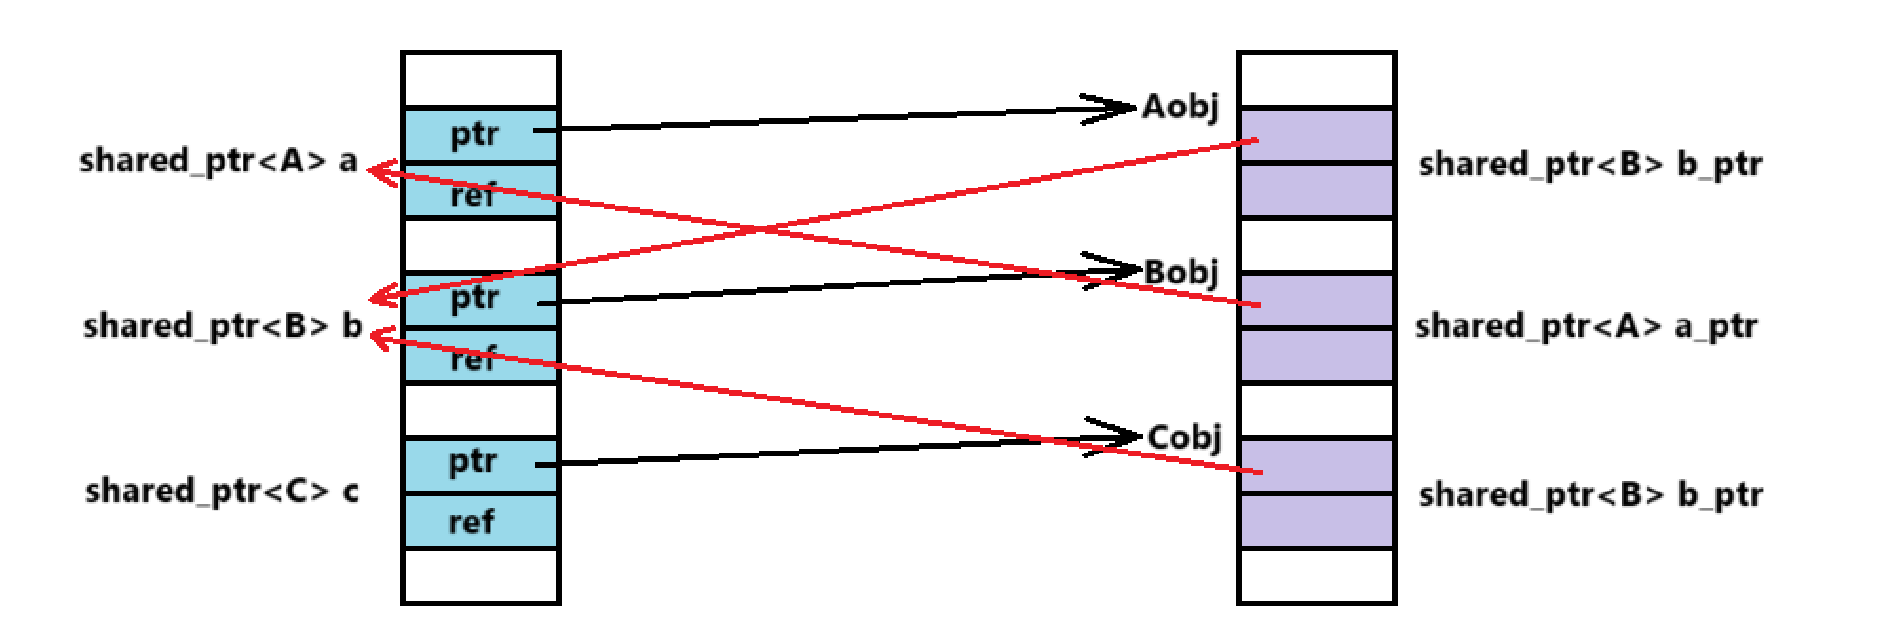 Aobj
ptr
shared_ptr<A> a
shared_ptr<B> b_ptr
ref
Bobj
ptr
shared_ptr<B> b
shared_ptr<A> a_ptr
ref
Cobj
ptr
shared_ptr<C> c
shared_ptr<B> b_ptr
ref